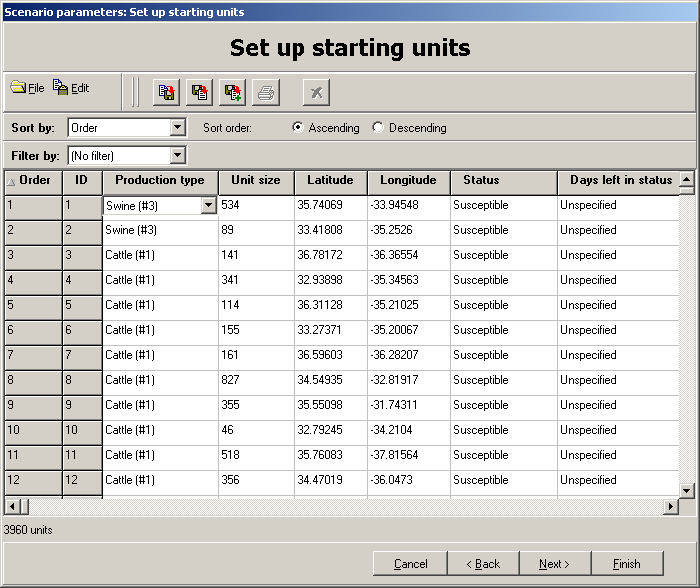 Scenario parameters: Set up starting units
Set up starting units
File Edit
Sort by: Order Sort order: Ascending Descending
Filter by: (No filter)
Order ID Production type Unit size Latitude Longitude Status Days left in status
1 1 Swine (#3) 534 35.74069 -33.94548 Susceptible Unspecified
2 2 Swine (#3) 89 33.41808 -35.2526 Susceptible Unspecified
3 3 Cattle (#1) 141 36.78172 -36.36554 Susceptible Unspecified
4 4 Cattle (#1) 341 32.93898 -35.34563 Susceptible Unspecified
5 5 Cattle (#1) 114 36.31128 -35.21025 Susceptible Unspecified
6 6 Cattle (#1) 155 33.27371 -35.20067 Susceptible Unspecified
7 7 Cattle (#1) 161 36.59603 -36.28207 Susceptible Unspecified
8 8 Cattle (#1) 827 34.54935 -32.81917 Susceptible Unspecified
9 9 Cattle (#1) 355 35.55098 -31.74311 Susceptible Unspecified
10 10 Cattle (#1) 46 32.79245 -34.2104 Susceptible Unspecified
11 11 Cattle (#1) 518 35.76083 -37.81564 Susceptible Unspecified
12 12 Cattle (#1) 356 34.47019 -36.0473 Susceptible Unspecified
3960 units
Cancel < Back Next > Finish